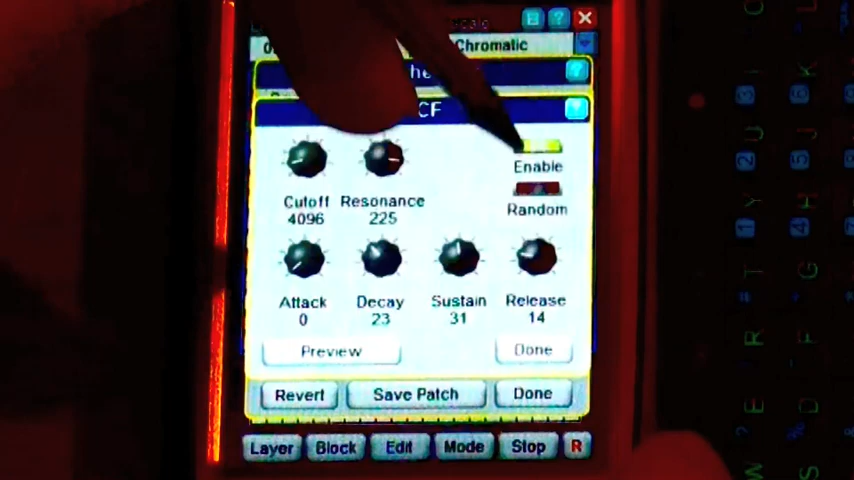 Chromatic
CF
Enable
Random
Cutoff Resonance
4096 225
Attack Decay Sustain Release
0 23 31 14
Preview Done
Revert Save Patch Done
Layer Block Edit Mode Stop R
W E R T Y U I
S D F G H J K